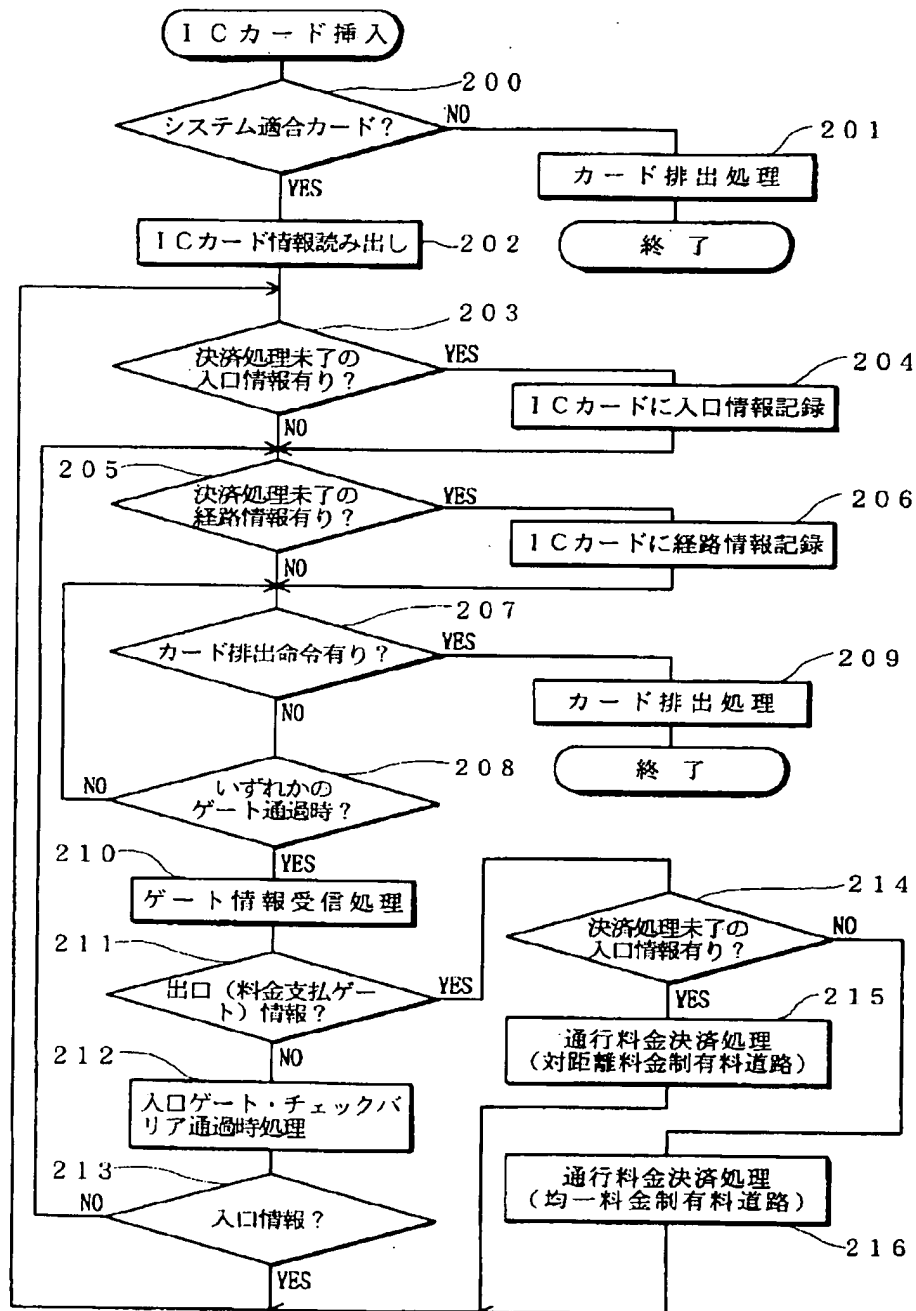 ICカード挿入
200
システム適合カード?
NO
201
カード排出処理
YES
終了
ICカード情報読み出し
202
203
決済処理未了の
入口情報有り?
YES
204
ICカードに入口情報記録
NO
205
決済処理未了の
経路情報有り?
YES
206
ICカードに経路情報記録
NO
207
カード排出命令有り?
YES
209
カード排出処理
NO
終了
208
いずれかの
ゲート通過時?
NO
YES
210
ゲート情報受信処理
211
出口(料金支払ゲー
ト)情報?
YES
NO
212
入口ゲート・チェックバ
リア通過時処理
213
入口情報?
NO
YES
214
決済処理未了の
入口情報有り?
NO
YES
215
通行料金決済処理
(対距離料金制有料道路)
通行料金決済処理
(均一料金制有料道路)
216